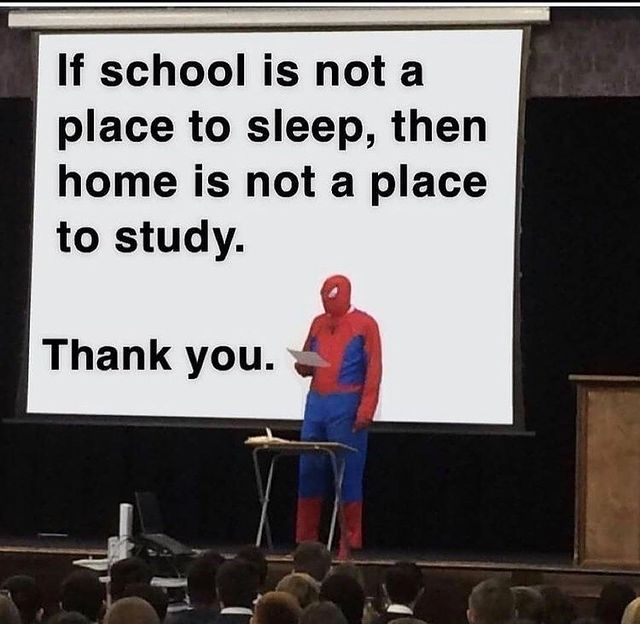 If school is not a
place to sleep, then
home is not a place
to study.
Thank you.